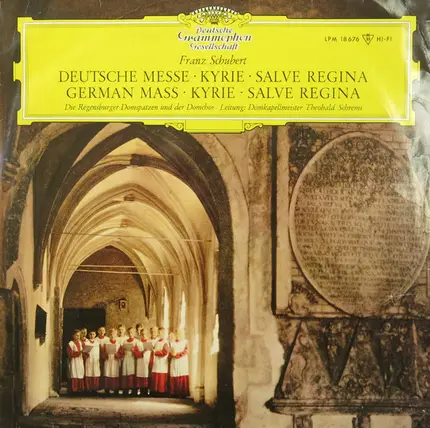 Deutsche
Grammophon
Gesellschaft
LPM 18 676 HI-FI
Franz Schubert
DEUTSCHE MESSE · KYRIE · SALVE REGINA
GERMAN MASS · KYRIE · SALVE REGINA
Die Regensburger Domspatzen und der Domchor · Leitung: Domkapellmeister Theobald Schrems